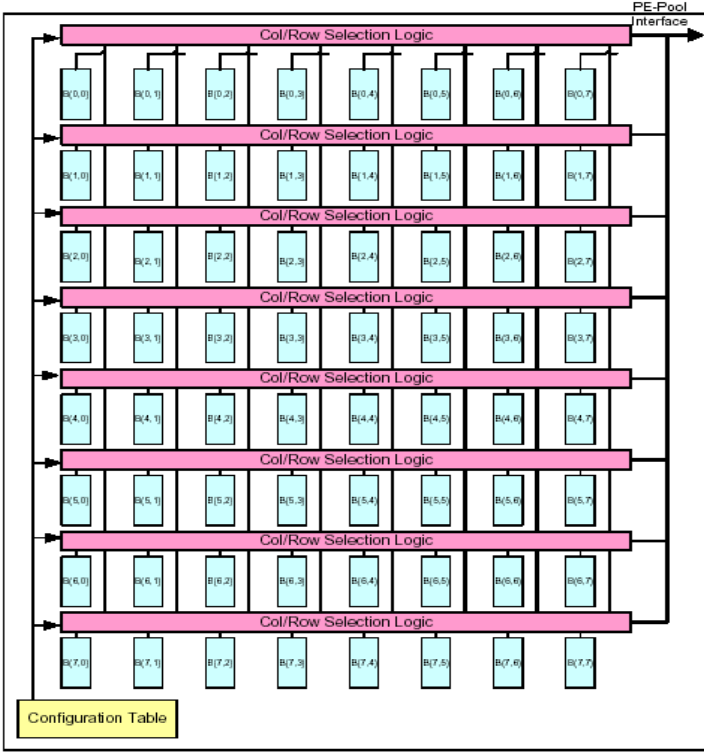 PE-Pool
Interface
Col/Row Selection Logic
B(0,0) B(0,1) B(0,2) B(0,3) B(0,4) B(0,5) B(0,6) B(0,7)
Col/Row Selection Logic
B(1,0) B(1,1) B(1,2) B(1,3) B(1,4) B(1,5) B(1,6) B(1,7)
Col/Row Selection Logic
B(2,0) B(2,1) B(2,2) B(2,3) B(2,4) B(2,5) B(2,6) B(2,7)
Col/Row Selection Logic
B(3,0) B(3,1) B(3,2) B(3,3) B(3,4) B(3,5) B(3,6) B(3,7)
Col/Row Selection Logic
B(4,0) B(4,1) B(4,2) B(4,3) B(4,4) B(4,5) B(4,6) B(4,7)
Col/Row Selection Logic
B(5,0) B(5,1) B(5,2) B(5,3) B(5,4) B(5,5) B(5,6) B(5,7)
Col/Row Selection Logic
B(6,0) B(6,1) B(6,2) B(6,3) B(6,4) B(6,5) B(6,6) B(6,7)
Col/Row Selection Logic
B(7,0) B(7,1) B(7,2) B(7,3) B(7,4) B(7,5) B(7,6) B(7,7)
Configuration Table